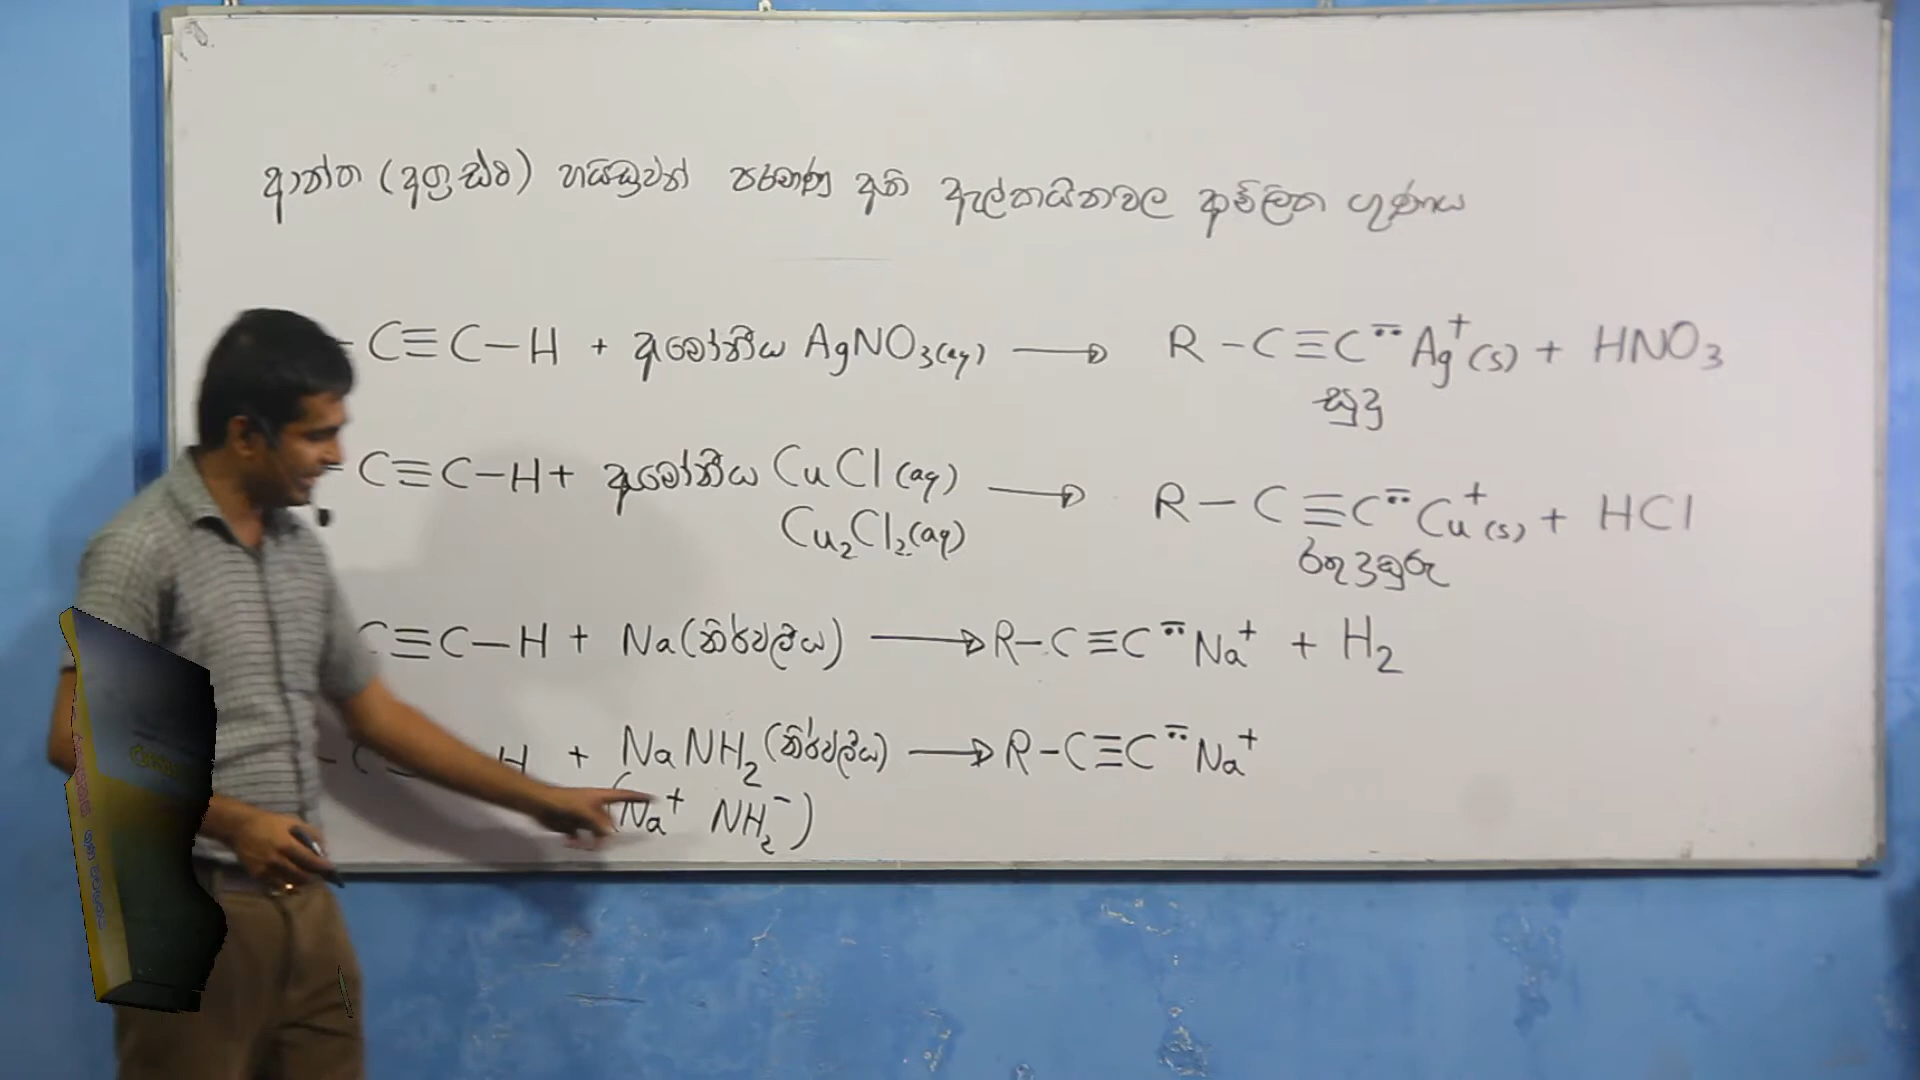 ආන්ත (අග්‍රස්ථ) හයිඩ්‍රජන් පරමාණු අති ඇල්කයිනවල ආම්ලික ගුණය
C≡C-H + ඇමෝනීය AgNO₃(aq) → R-C≡C⁻̈ Ag⁺(s) + HNO₃
සුදු
C≡C-H + ඇමෝනීය CuCl(aq) → R-C≡C⁻̈ Cu⁺(s) + HCl
Cu₂Cl₂(aq)
රතු දුඹුරු
C≡C-H + Na(නිර්ජලීය) → R-C≡C⁻̈ Na⁺ + H₂
H + NaNH₂(නිර්ජලීය) → R-C≡C⁻̈ Na⁺
(Na⁺ NH₂⁻)